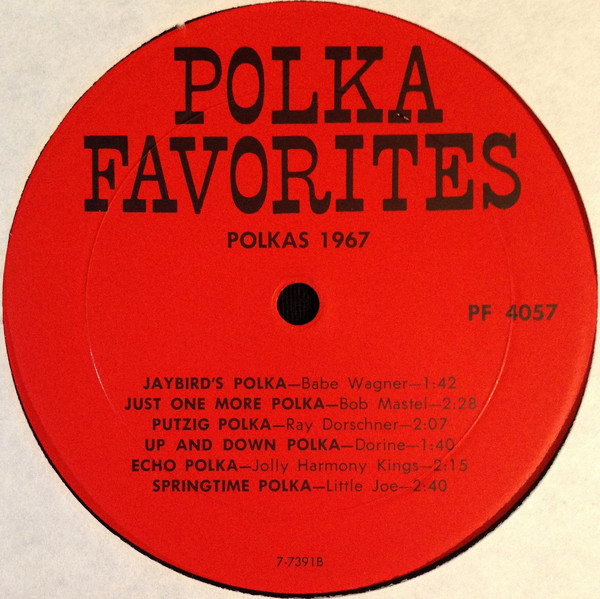 POLKA
FAVORITES
POLKAS 1967
PF 4057
JAYBIRD'S POLKA—Babe Wagner—1:42
JUST ONE MORE POLKA—Bob Mastel—2:28
PUTZIG POLKA—Ray Dorschner—2:07
UP AND DOWN POLKA—Dorine—1:40
ECHO POLKA—Jolly Harmony Kings—2:15
SPRINGTIME POLKA—Little Joe—2:40
7-7391B